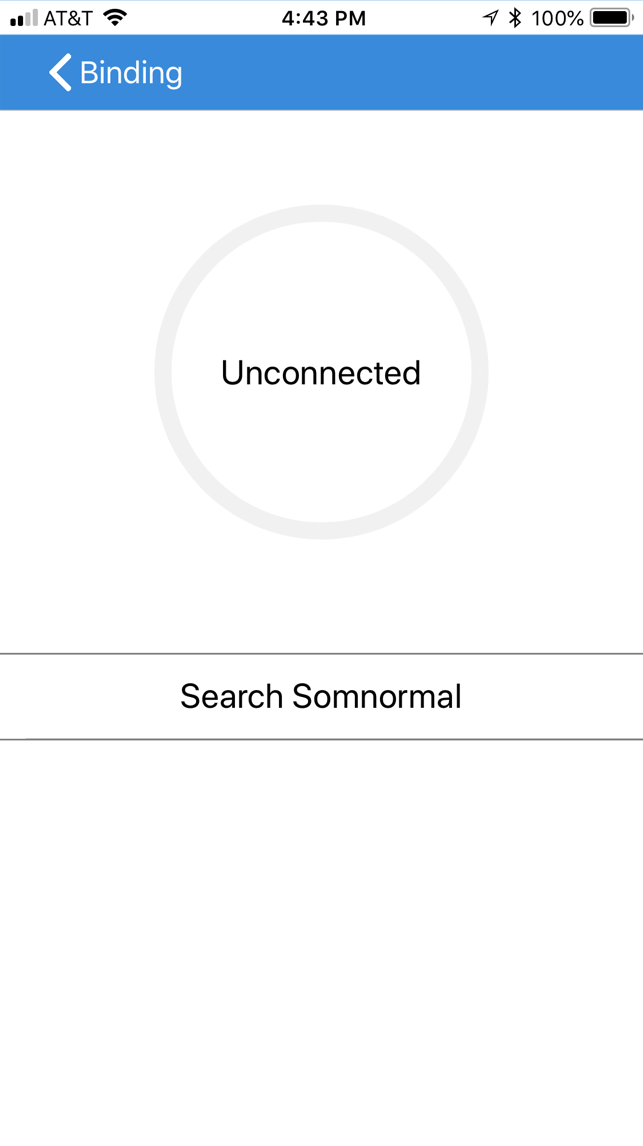 AT&T 4:43 PM 100%
Binding
Unconnected
Search Somnormal